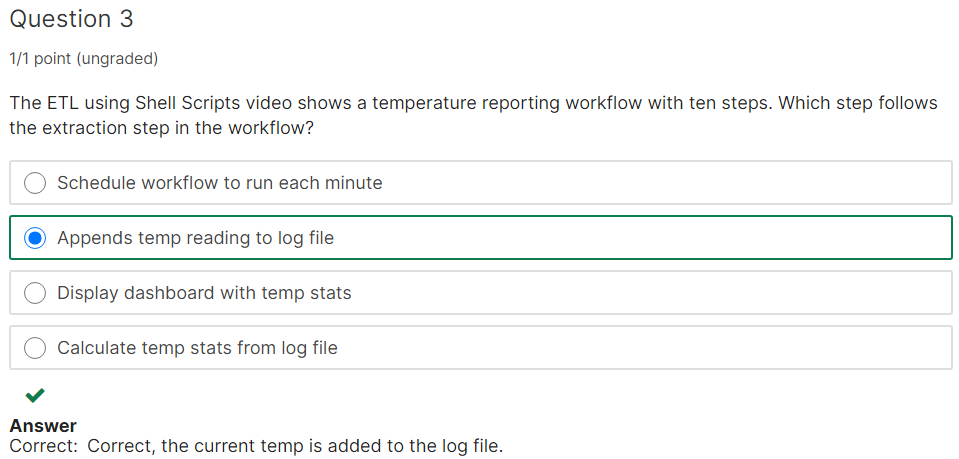 Question 3
1/1 point (ungraded)
The ETL using Shell Scripts video shows a temperature reporting workflow with ten steps. Which step follows
the extraction step in the workflow?
Schedule workflow to run each minute
Appends temp reading to log file
Display dashboard with temp stats
Calculate temp stats from log file
Answer
Correct:  Correct, the current temp is added to the log file.